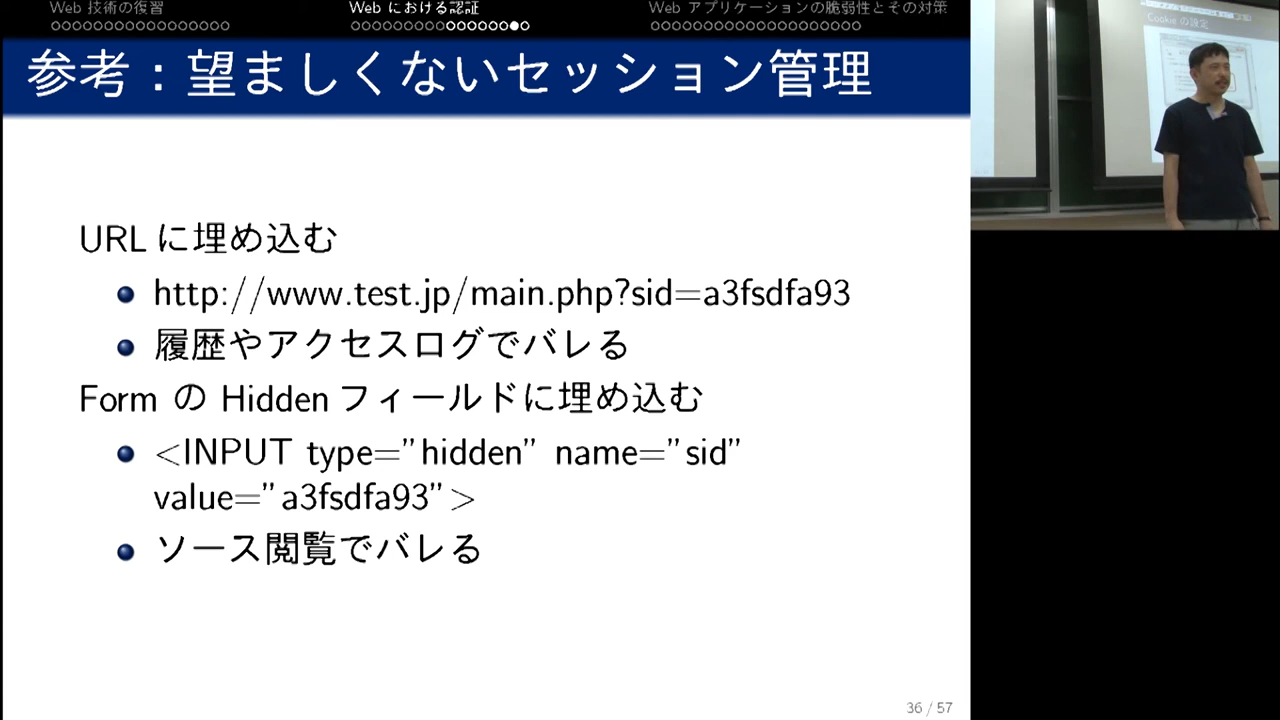 Web 技術の復習
Web における認証
Web アプリケーションの脆弱性とその対策
参考：望ましくないセッション管理
URL に埋め込む
http://www.test.jp/main.php?sid=a3fsdfa93
履歴やアクセスログでバレる
Form の Hidden フィールドに埋め込む
<INPUT type=”hidden” name=”sid”
value=”a3fsdfa93”>
ソース閲覧でバレる
36 / 57
Cookie の設定